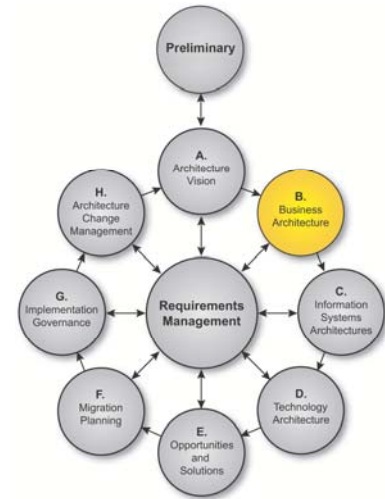 Preliminary
A.
Architecture
Vision
B.
Business
Architecture
C.
Information
Systems
Architectures
D.
Technology
Architecture
E.
Opportunities
and
Solutions
F.
Migration
Planning
G.
Implementation
Governance
H.
Architecture
Change
Management
Requirements
Management